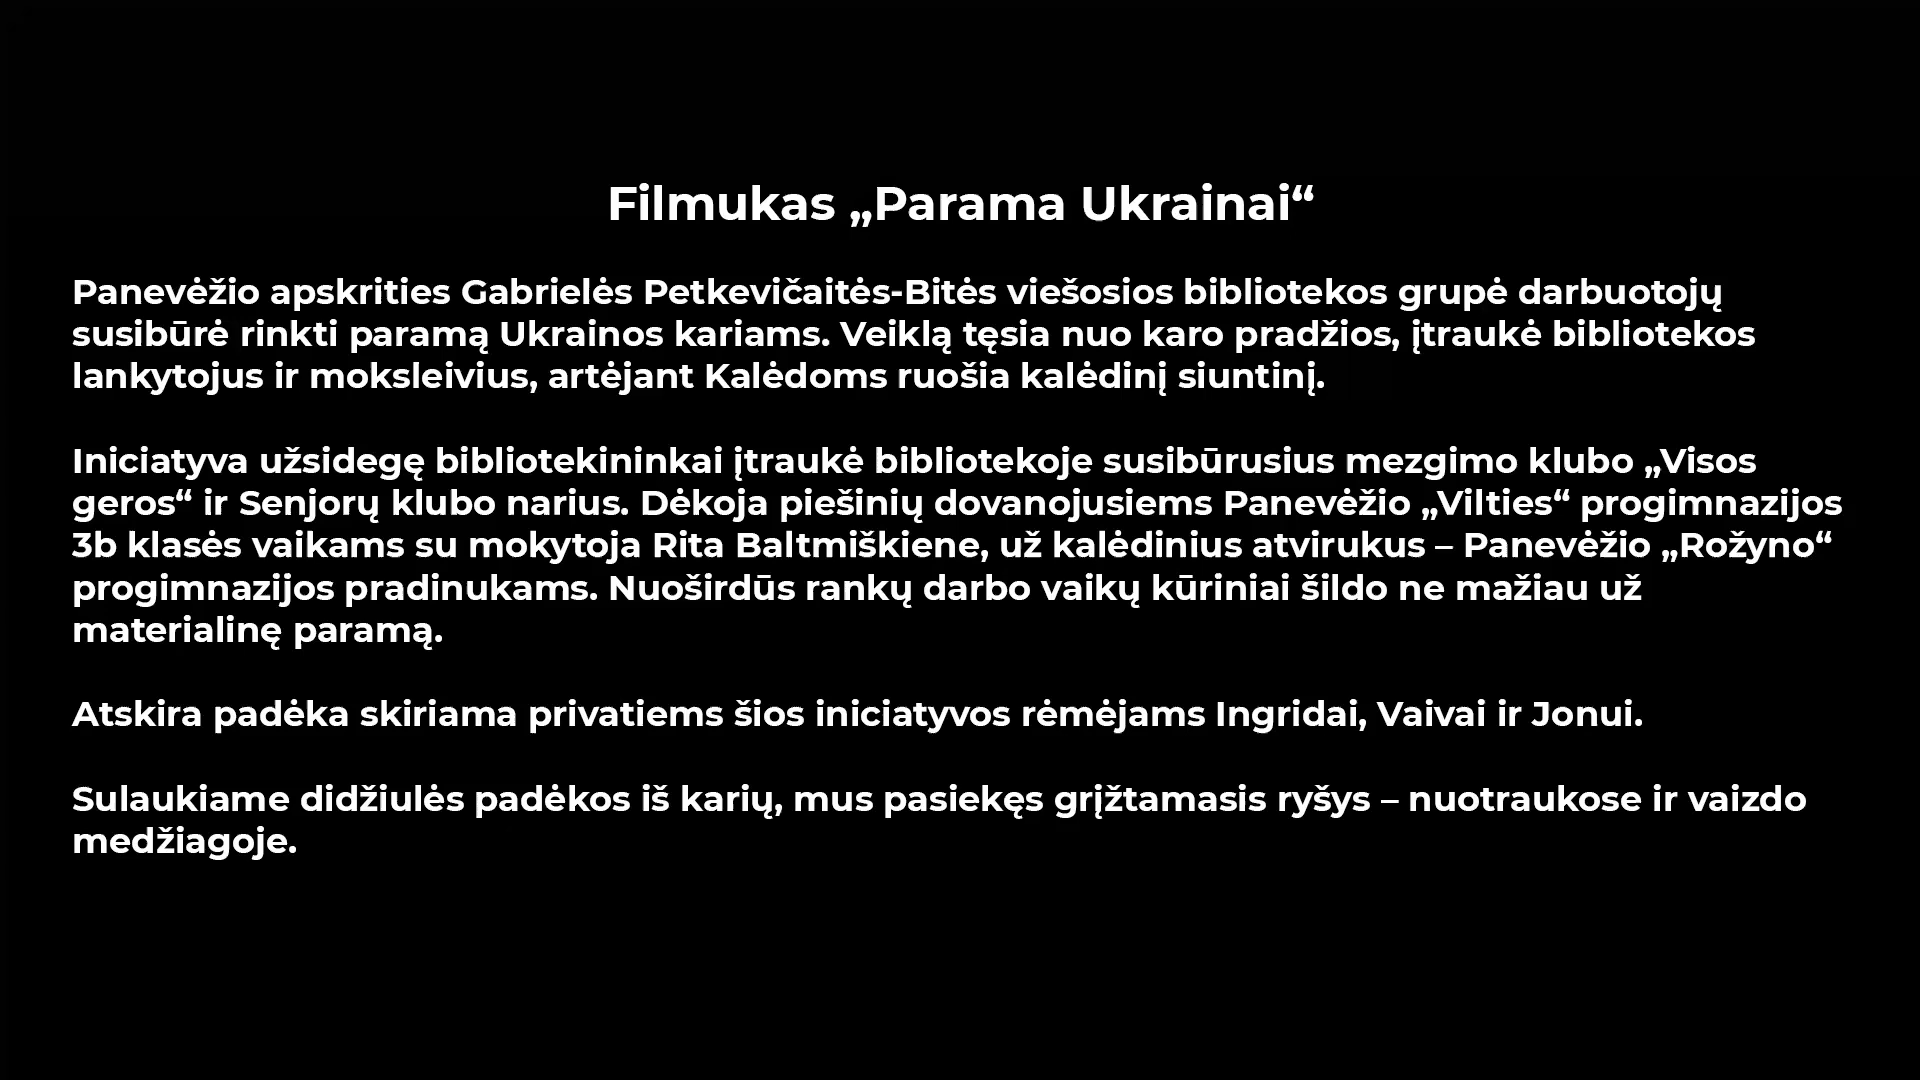 Filmukas „Parama Ukrainai“
Panevėžio apskrities Gabrielės Petkevičaitės-Bitės viešosios bibliotekos grupė darbuotojų
susibūrė rinkti paramą Ukrainos kariams. Veiklą tęsia nuo karo pradžios, įtraukė bibliotekos
lankytojus ir moksleivius, artėjant Kalėdoms ruošia kalėdinį siuntinį.
Iniciatyva užsidegę bibliotekininkai įtraukė bibliotekoje susibūrusius mezgimo klubo „Visos
geros“ ir Senjorų klubo narius. Dėkoja piešinių dovanojusiems Panevėžio „Vilties“ progimnazijos
3b klasės vaikams su mokytoja Rita Baltmiškiene, už kalėdinius atvirukus – Panevėžio „Rožyno“
progimnazijos pradinukams. Nuoširdūs rankų darbo vaikų kūriniai šildo ne mažiau už
materialinę paramą.
Atskira padėka skiriama privatiems šios iniciatyvos rėmėjams Ingridai, Vaivai ir Jonui.
Sulaukiame didžiulės padėkos iš karių, mus pasiekęs grįžtamasis ryšys – nuotraukose ir vaizdo
medžiagoje.